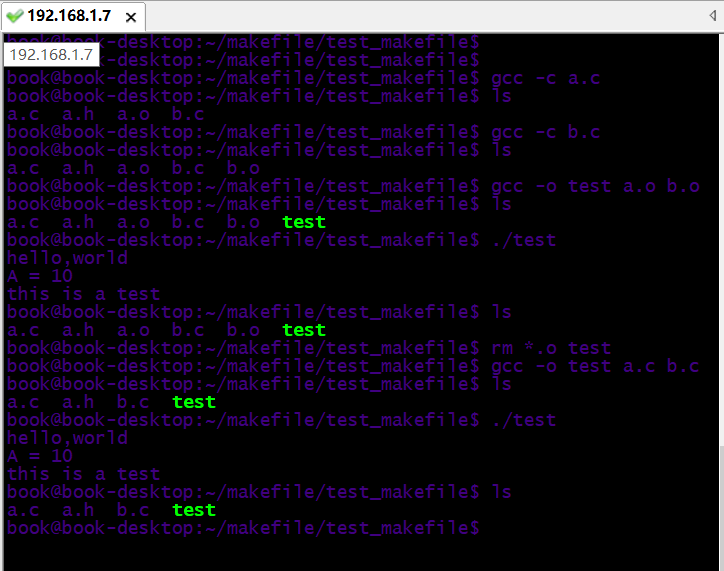 192.168.1.7
book@book-desktop:~/makefile/test_makefile$
192.168.1.7
book@book-desktop:~/makefile/test_makefile$
book@book-desktop:~/makefile/test_makefile$ gcc -c a.c
book@book-desktop:~/makefile/test_makefile$ ls
a.c  a.h  a.o  b.c
book@book-desktop:~/makefile/test_makefile$ gcc -c b.c
book@book-desktop:~/makefile/test_makefile$ ls
a.c  a.h  a.o  b.c  b.o
book@book-desktop:~/makefile/test_makefile$ gcc -o test a.o b.o
book@book-desktop:~/makefile/test_makefile$ ls
a.c  a.h  a.o  b.c  b.o  test
book@book-desktop:~/makefile/test_makefile$ ./test
hello,world
A = 10
this is a test
book@book-desktop:~/makefile/test_makefile$ ls
a.c  a.h  a.o  b.c  b.o  test
book@book-desktop:~/makefile/test_makefile$ rm *.o test
book@book-desktop:~/makefile/test_makefile$ gcc -o test a.c b.c
book@book-desktop:~/makefile/test_makefile$ ls
a.c  a.h  b.c  test
book@book-desktop:~/makefile/test_makefile$ ./test
hello,world
A = 10
this is a test
book@book-desktop:~/makefile/test_makefile$ ls
a.c  a.h  b.c  test
book@book-desktop:~/makefile/test_makefile$